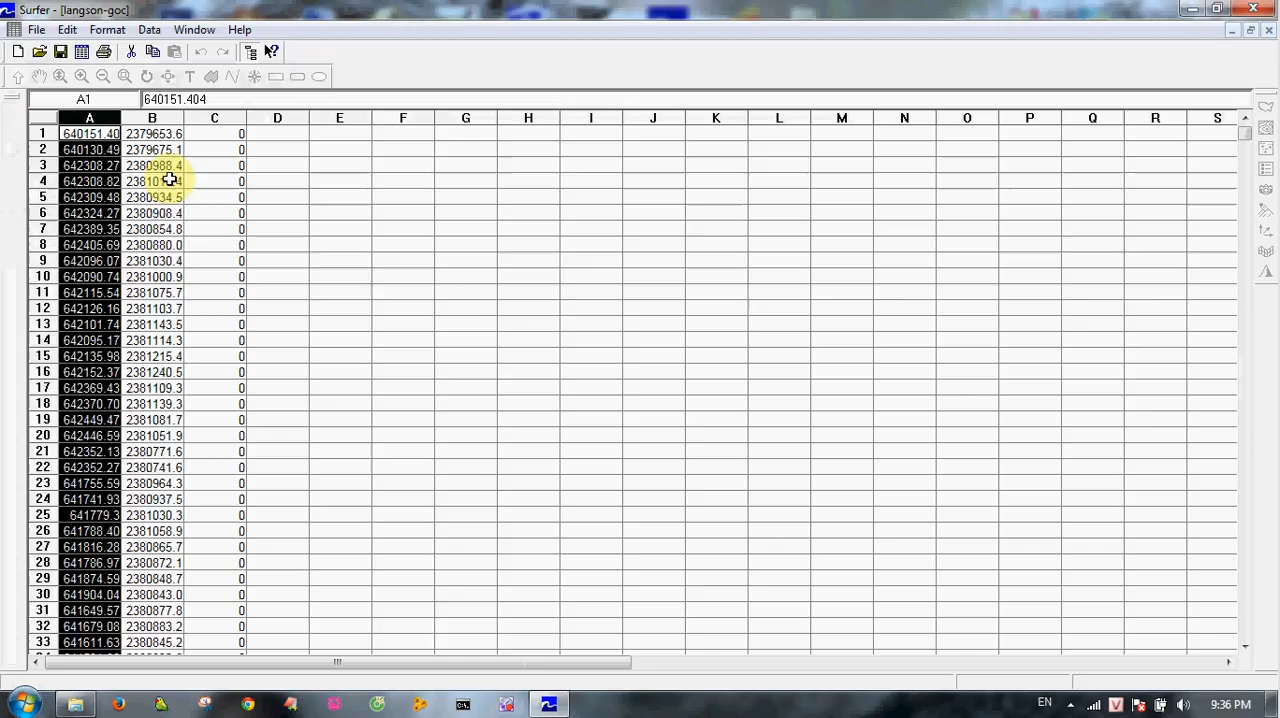 Surfer - [langson-goc]
File Edit Format Data Window Help
A1 640151.404
A B C D E F G H I J K L M N O P Q R S
1 640151.40 2379653.6 0
2 640130.49 2379675.1 0
3 642308.27 2380988.4 0
4 642308.82 0
5 642309.48 2380934.5 0
6 642324.27 2380908.4 0
7 642389.35 2380854.8 0
8 642405.69 2380880.0 0
9 642096.07 2381030.4 0
10 642090.74 2381000.9 0
11 642115.54 2381075.7 0
12 642126.16 2381103.7 0
13 642101.74 2381143.5 0
14 642095.17 2381114.3 0
15 642135.98 2381215.4 0
16 642152.37 2381240.5 0
17 642369.43 2381109.3 0
18 642370.70 2381139.3 0
19 642449.47 2381081.7 0
20 642446.59 2381051.9 0
21 642352.13 2380771.6 0
22 642352.27 2380741.6 0
23 641755.59 2380964.3 0
24 641741.93 2380937.5 0
25 641779.3 2381030.3 0
26 641788.40 2381058.9 0
27 641816.28 2380865.7 0
28 641786.97 2380872.1 0
29 641874.59 2380848.7 0
30 641904.04 2380843.0 0
31 641649.57 2380877.8 0
32 641679.08 2380883.2 0
33 641611.63 2380845.2 0
EN 9:36 PM